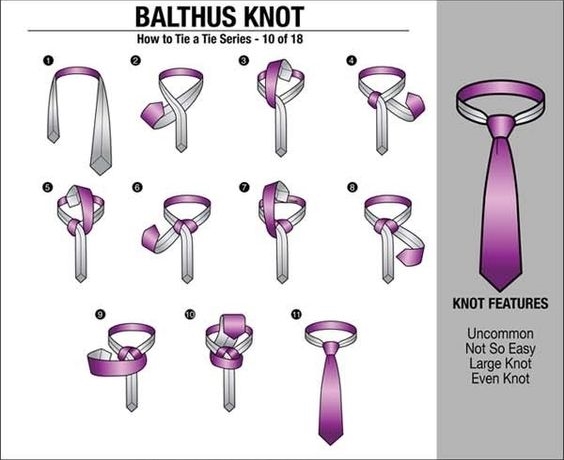 BALTHUS KNOT
How to Tie a Tie Series - 10 of 18
1
2
3
4
5
6
7
8
9
10
11
KNOT FEATURES
Uncommon
Not So Easy
Large Knot
Even Knot